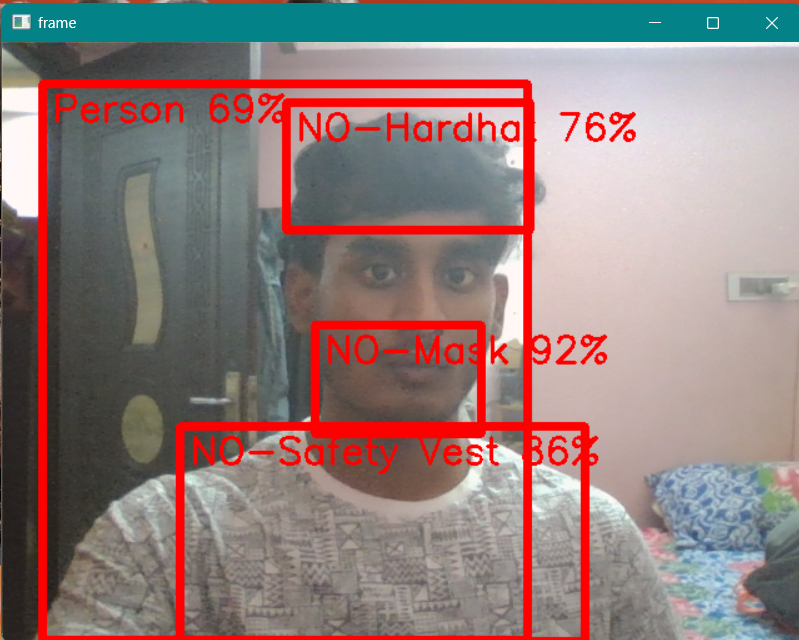 frame
Person 69%
NO-Hardhat 76%
NO-Mask 92%
NO-Safety Vest 86%